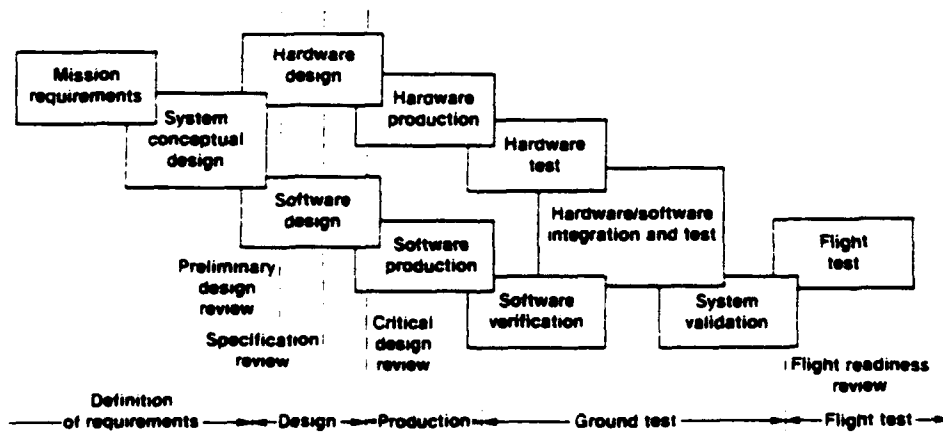 Mission
requirements
System
conceptual
design
Hardware
design
Hardware
production
Hardware
test
Software
design
Software
production
Software
verification
Hardware/software
integration and test
System
validation
Flight
test
Preliminary
design
review
Specification
review
Critical
design
review
Flight readiness
review
Definition
of requirements
Design
Production
Ground test
Flight test